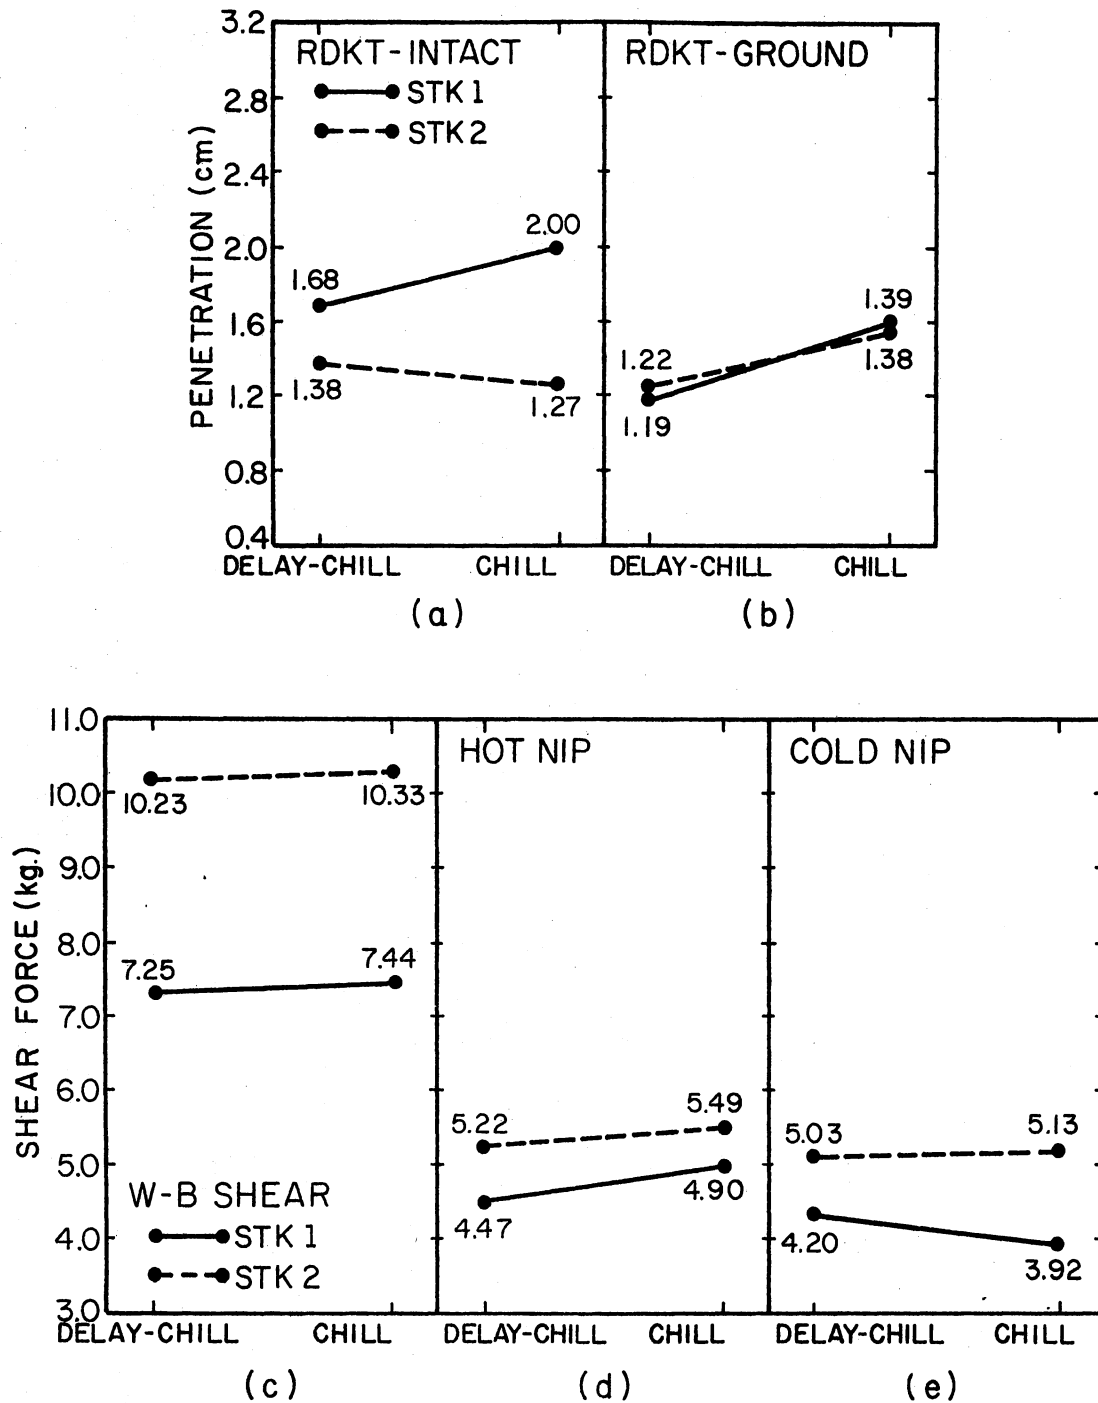 3.2
2.8
2.4
2.0
1.6
1.2
0.8
0.4
PENETRATION (cm)
RDKT-INTACT
STK 1
STK 2
1.68
2.00
1.38
1.27
DELAY-CHILL CHILL
(a)
RDKT-GROUND
1.22
1.19
1.39
1.38
DELAY-CHILL CHILL
(b)
11.0
10.0
9.0
8.0
7.0
6.0
5.0
4.0
3.0
SHEAR FORCE (kg.)
10.23
10.33
7.25
7.44
W-B SHEAR
STK 1
STK 2
DELAY-CHILL CHILL
(c)
HOT NIP
5.22
5.49
4.47
4.90
DELAY-CHILL CHILL
(d)
COLD NIP
5.03
5.13
4.20
3.92
DELAY-CHILL CHILL
(e)